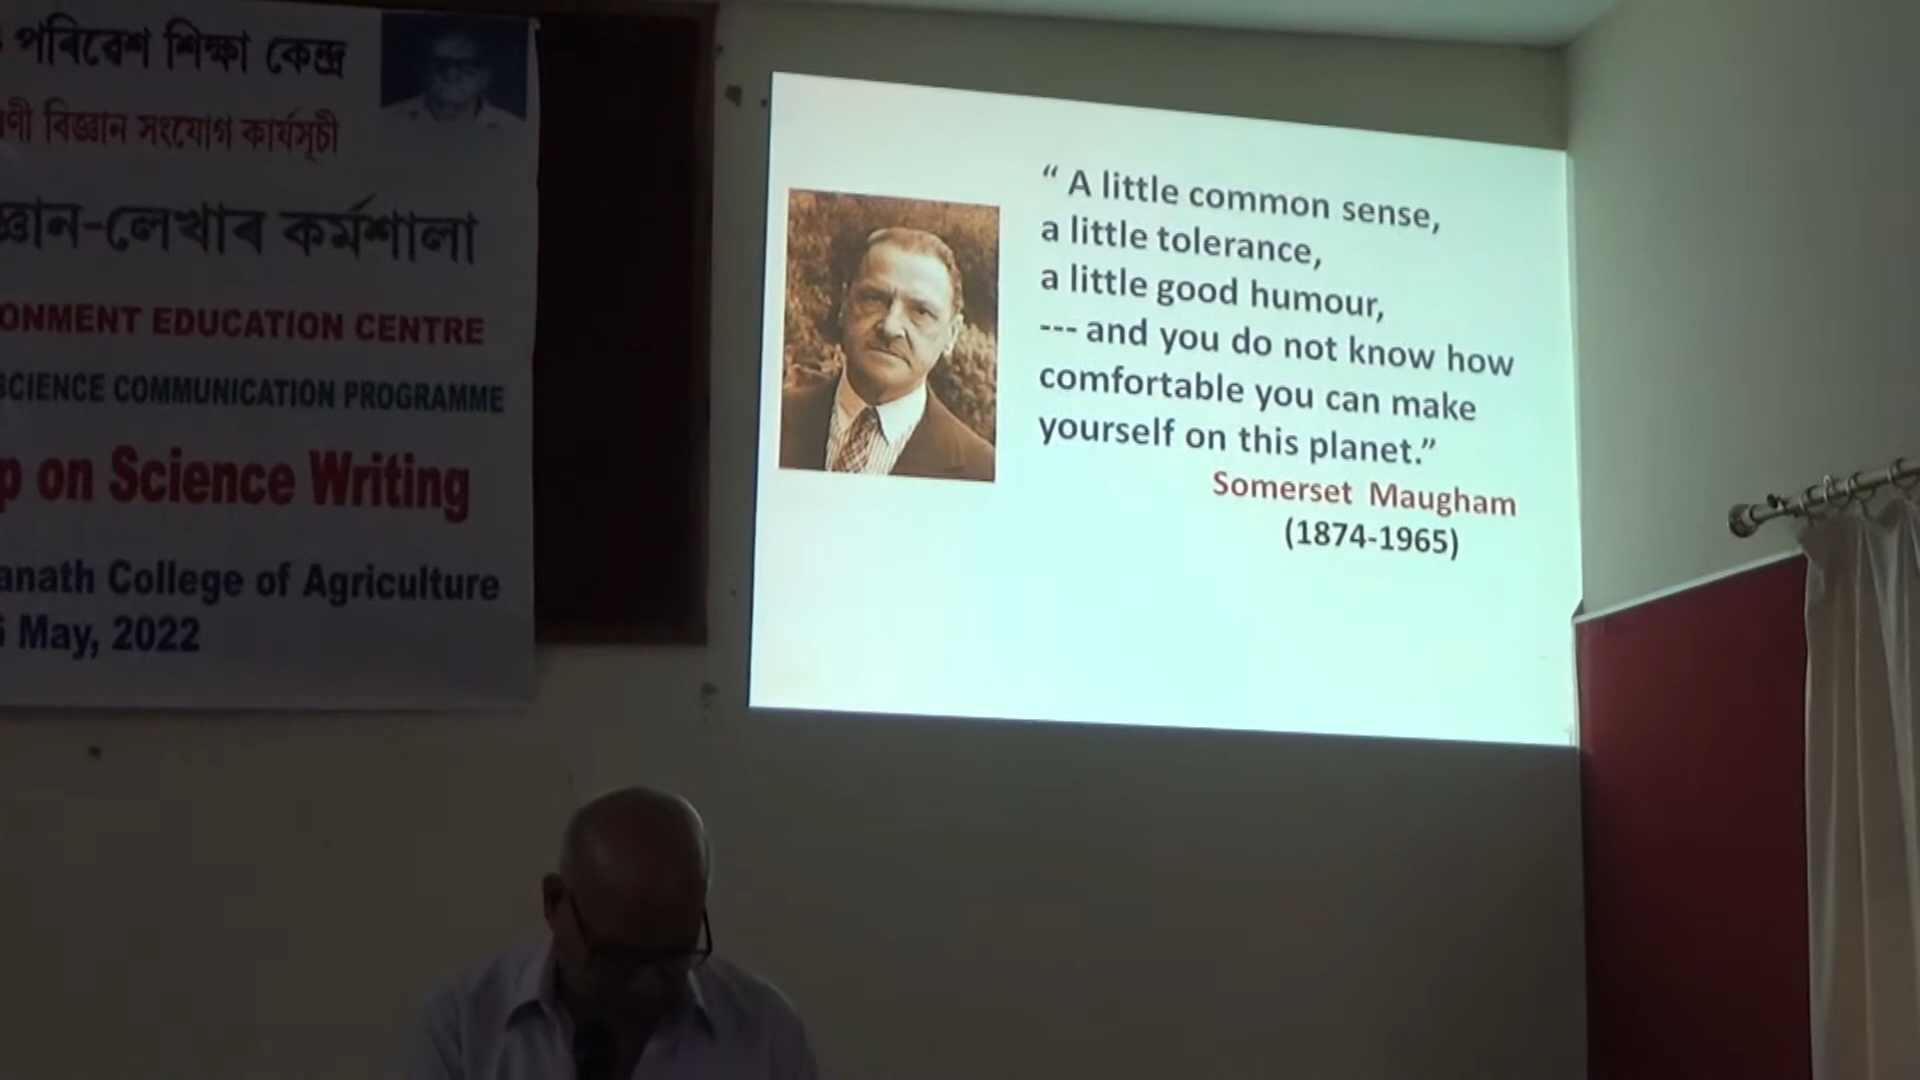 পৰিৱেশ শিক্ষা কেন্দ্ৰ
বিজ্ঞান সংযোগ কাৰ্যসূচী
জ্ঞান-লেখাৰ কৰ্মশালা
ONMENT EDUCATION CENTRE
SCIENCE COMMUNICATION PROGRAMME
p on Science Writing
anath College of Agriculture
May, 2022
“ A little common sense,
a little tolerance,
a little good humour,
--- and you do not know how
comfortable you can make
yourself on this planet.”
Somerset Maugham
(1874-1965)